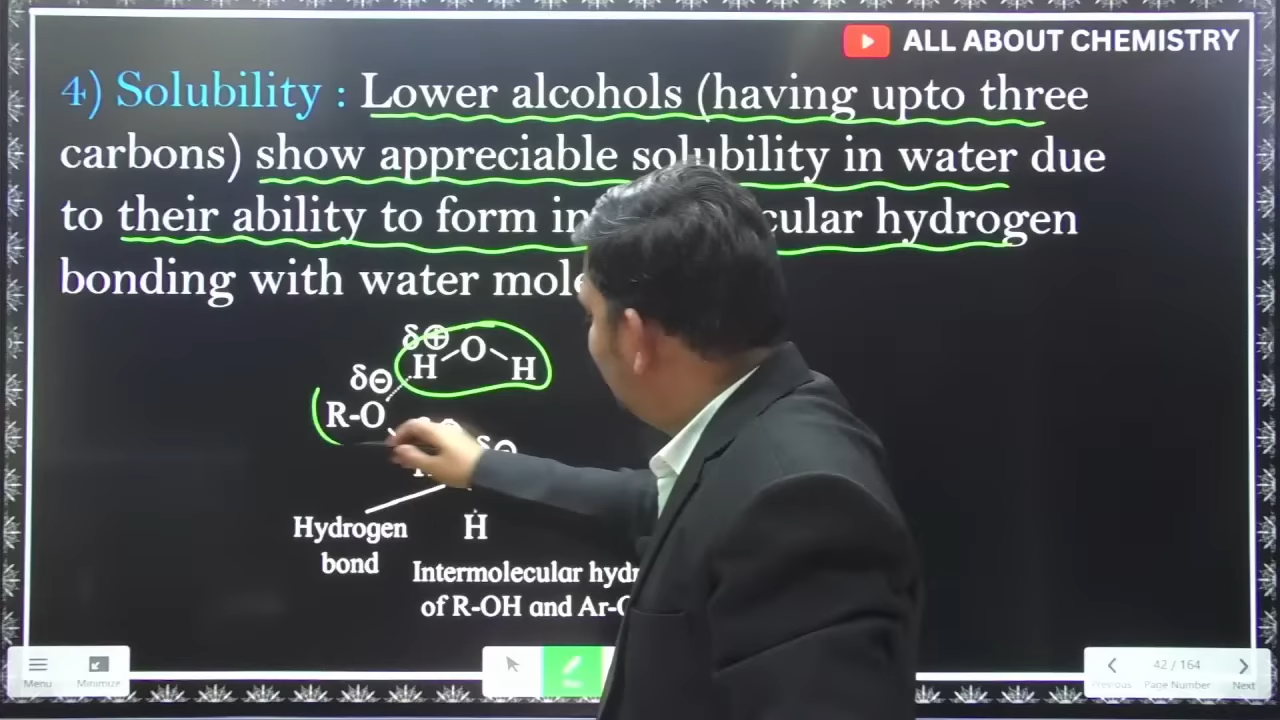 ALL ABOUT CHEMISTRY
4) Solubility : Lower alcohols (having upto three
carbons) show appreciable solubility in water due
to their ability to form hydrogen
bonding with water
δ⊕
H O H
δ⊖
R-O
δ⊖
Hydrogen H
bond
Intermolecular
of R-OH and
Menu Minimize
42 / 164
Previous Page Number Next